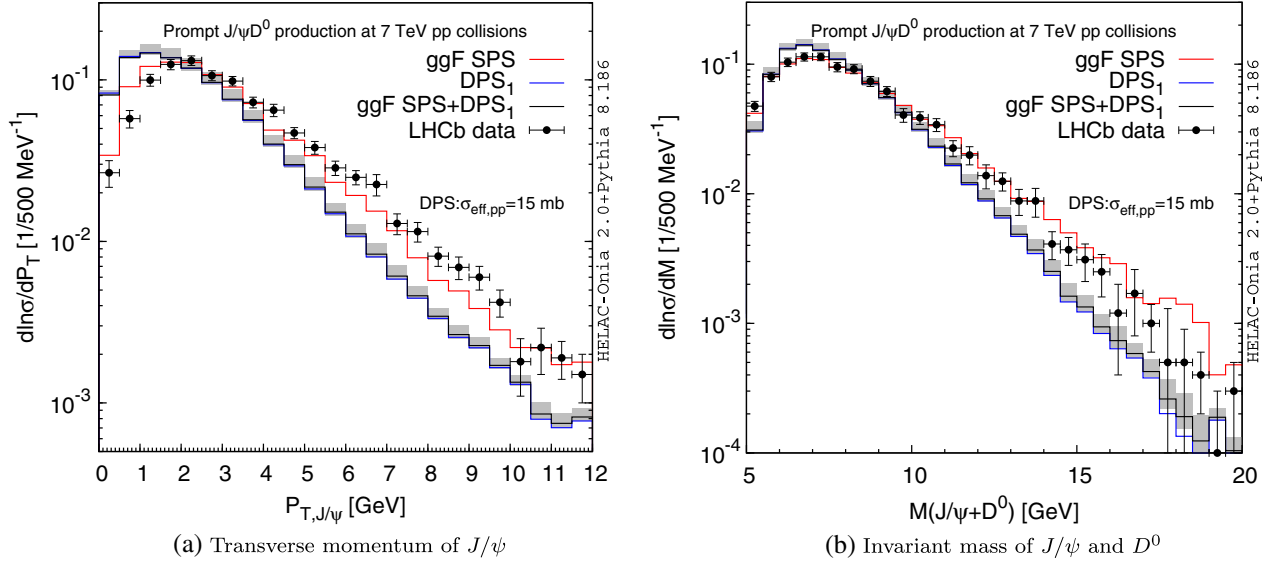 Prompt J/ψD⁰ production at 7 TeV pp collisions
ggF SPS
DPS₁
ggF SPS+DPS₁
LHCb data
DPS:σ_eff,pp=15 mb
HELAC-Onia 2.0+Pythia 8.186
dlnσ/dP_T [1/500 MeV⁻¹]
10⁻¹
10⁻²
10⁻³
0 1 2 3 4 5 6 7 8 9 10 11 12
P_T,J/ψ [GeV]
(a) Transverse momentum of J/ψ
Prompt J/ψD⁰ production at 7 TeV pp collisions
ggF SPS
DPS₁
ggF SPS+DPS₁
LHCb data
DPS:σ_eff,pp=15 mb
HELAC-Onia 2.0+Pythia 8.186
dlnσ/dM [1/500 MeV⁻¹]
10⁻¹
10⁻²
10⁻³
10⁻⁴
5 10 15 20
M(J/ψ+D⁰) [GeV]
(b) Invariant mass of J/ψ and D⁰